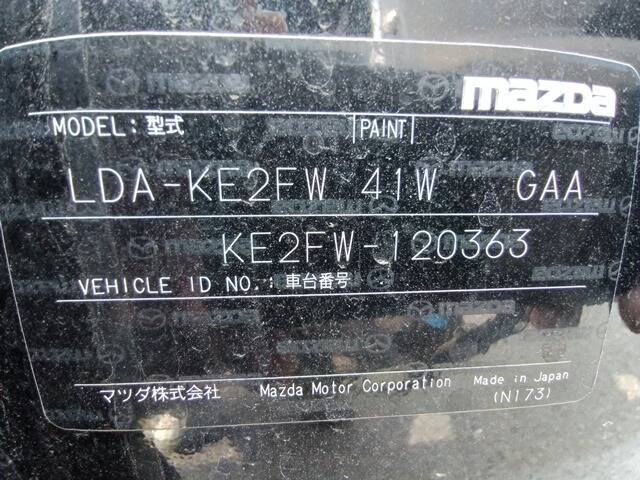 mazda
MODEL: 型式 PAINT
LDA-KE2FW 41W GAA
KE2FW-120363
VEHICLE ID NO.: 車台番号
マツダ株式会社 Mazda Motor Corporation Made in Japan
(N173)